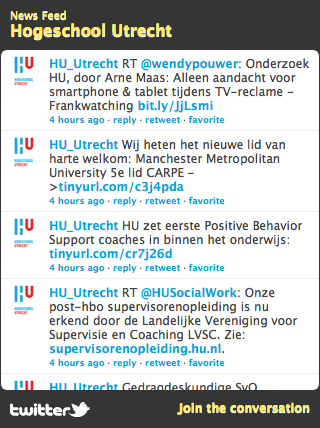 News Feed
Hogeschool Utrecht
HU_Utrecht RT @wendypouwer: Onderzoek
HU, door Arne Maas: Alleen aandacht voor
smartphone & tablet tijdens TV-reclame -
Frankwatching bit.ly/JjLsmi
4 hours ago · reply · retweet · favorite
HU_Utrecht Wij heten het nieuwe lid van
harte welkom: Manchester Metropolitan
University 5e lid CARPE -
>tinyurl.com/c3j4pda
4 hours ago · reply · retweet · favorite
HU_Utrecht HU zet eerste Positive Behavior
Support coaches in binnen het onderwijs:
tinyurl.com/cr7j26d
4 hours ago · reply · retweet · favorite
HU_Utrecht RT @HUSocialWork: Onze
post-hbo supervisorenopleiding is nu
erkend door de Landelijke Vereniging voor
Supervisie en Coaching LVSC. Zie:
supervisorenopleiding.hu.nl.
4 hours ago · reply · retweet · favorite
HU_Utrecht Gedragdeskundige SvO
twitter
Join the conversation